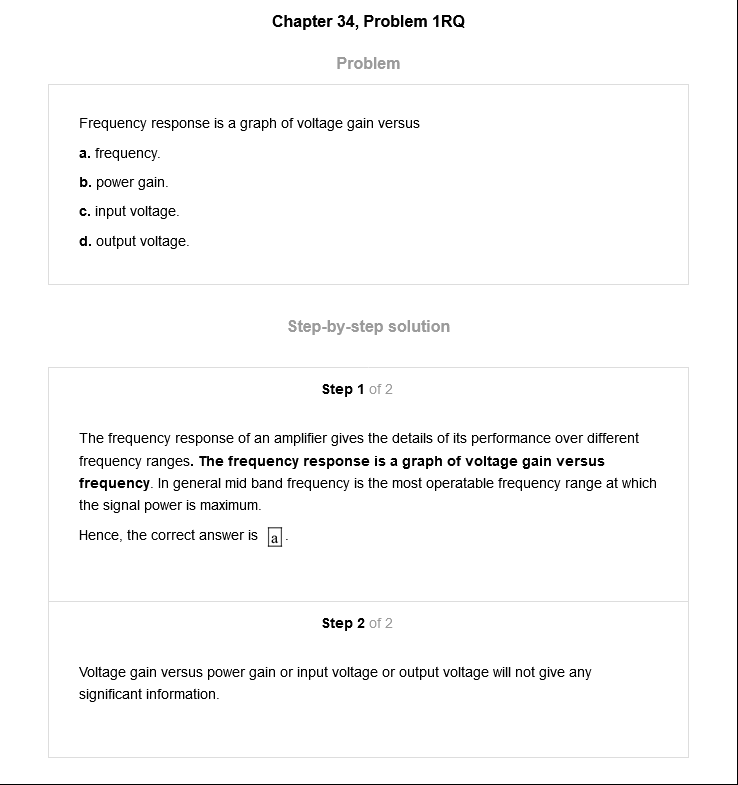 Chapter 34, Problem 1RQ
Problem
Frequency response is a graph of voltage gain versus
a. frequency.
b. power gain.
c. input voltage.
d. output voltage.
Step-by-step solution
Step 1 of 2
The frequency response of an amplifier gives the details of its performance over different
frequency ranges. The frequency response is a graph of voltage gain versus
frequency. In general mid band frequency is the most operatable frequency range at which
the signal power is maximum.
Hence, the correct answer is a.
Step 2 of 2
Voltage gain versus power gain or input voltage or output voltage will not give any
significant information.